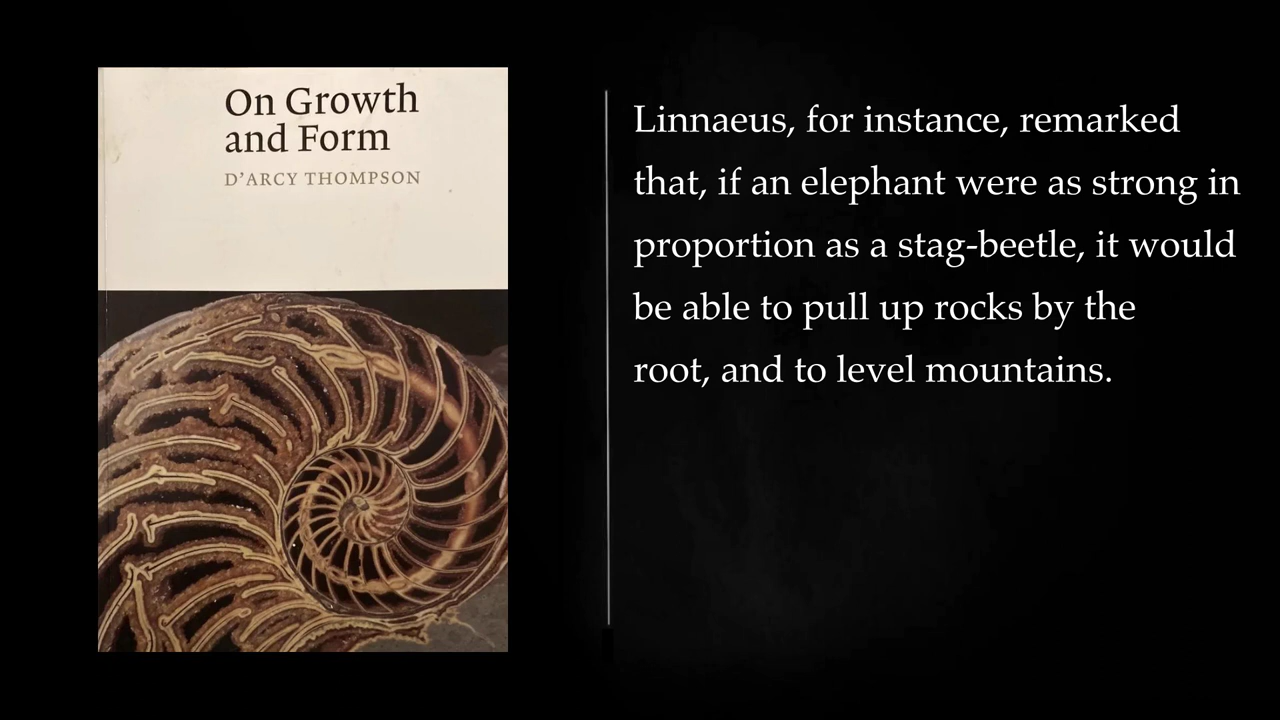 On Growth
and Form
D'ARCY THOMPSON
Linnaeus, for instance, remarked
that, if an elephant were as strong in
proportion as a stag-beetle, it would
be able to pull up rocks by the
root, and to level mountains.